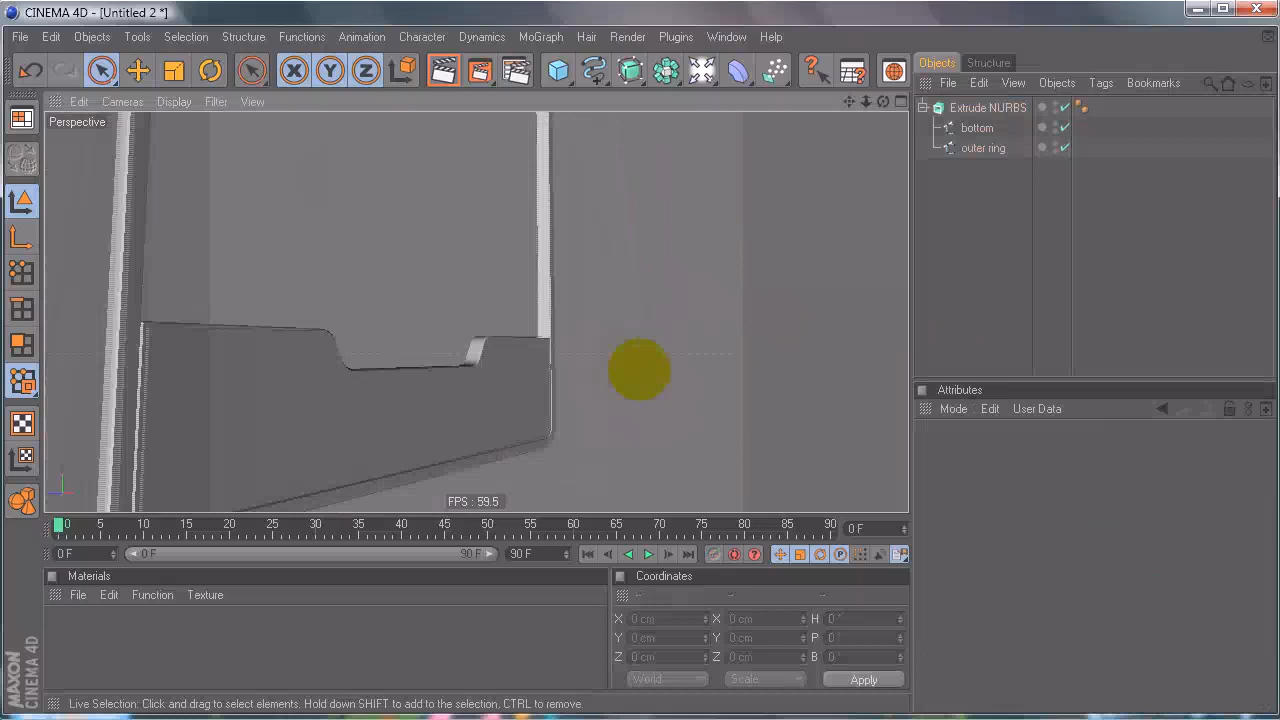 CINEMA 4D - [Untitled 2 *]
File Edit Objects Tools Selection Structure Functions Animation Character Dynamics MoGraph Hair Render Plugins Window Help
Objects Structure
File Edit View Objects Tags Bookmarks
Edit Cameras Display Filter View
Perspective
Extrude NURBS
bottom
outer ring
Attributes
Mode Edit User Data
FPS : 59.5
0 5 10 15 20 25 30 35 40 45 50 55 60 65 70 75 80 85 90 0 F
0 F 0 F 90 F 90 F
Materials
File Edit Function Texture
Coordinates
-- -- --
X 0 cm X 0 cm H 0 °
Y 0 cm Y 0 cm P 0 °
Z 0 cm Z 0 cm B 0 °
World Scale Apply
MAXON
CINEMA 4D
Live Selection: Click and drag to select elements. Hold down SHIFT to add to the selection, CTRL to remove.